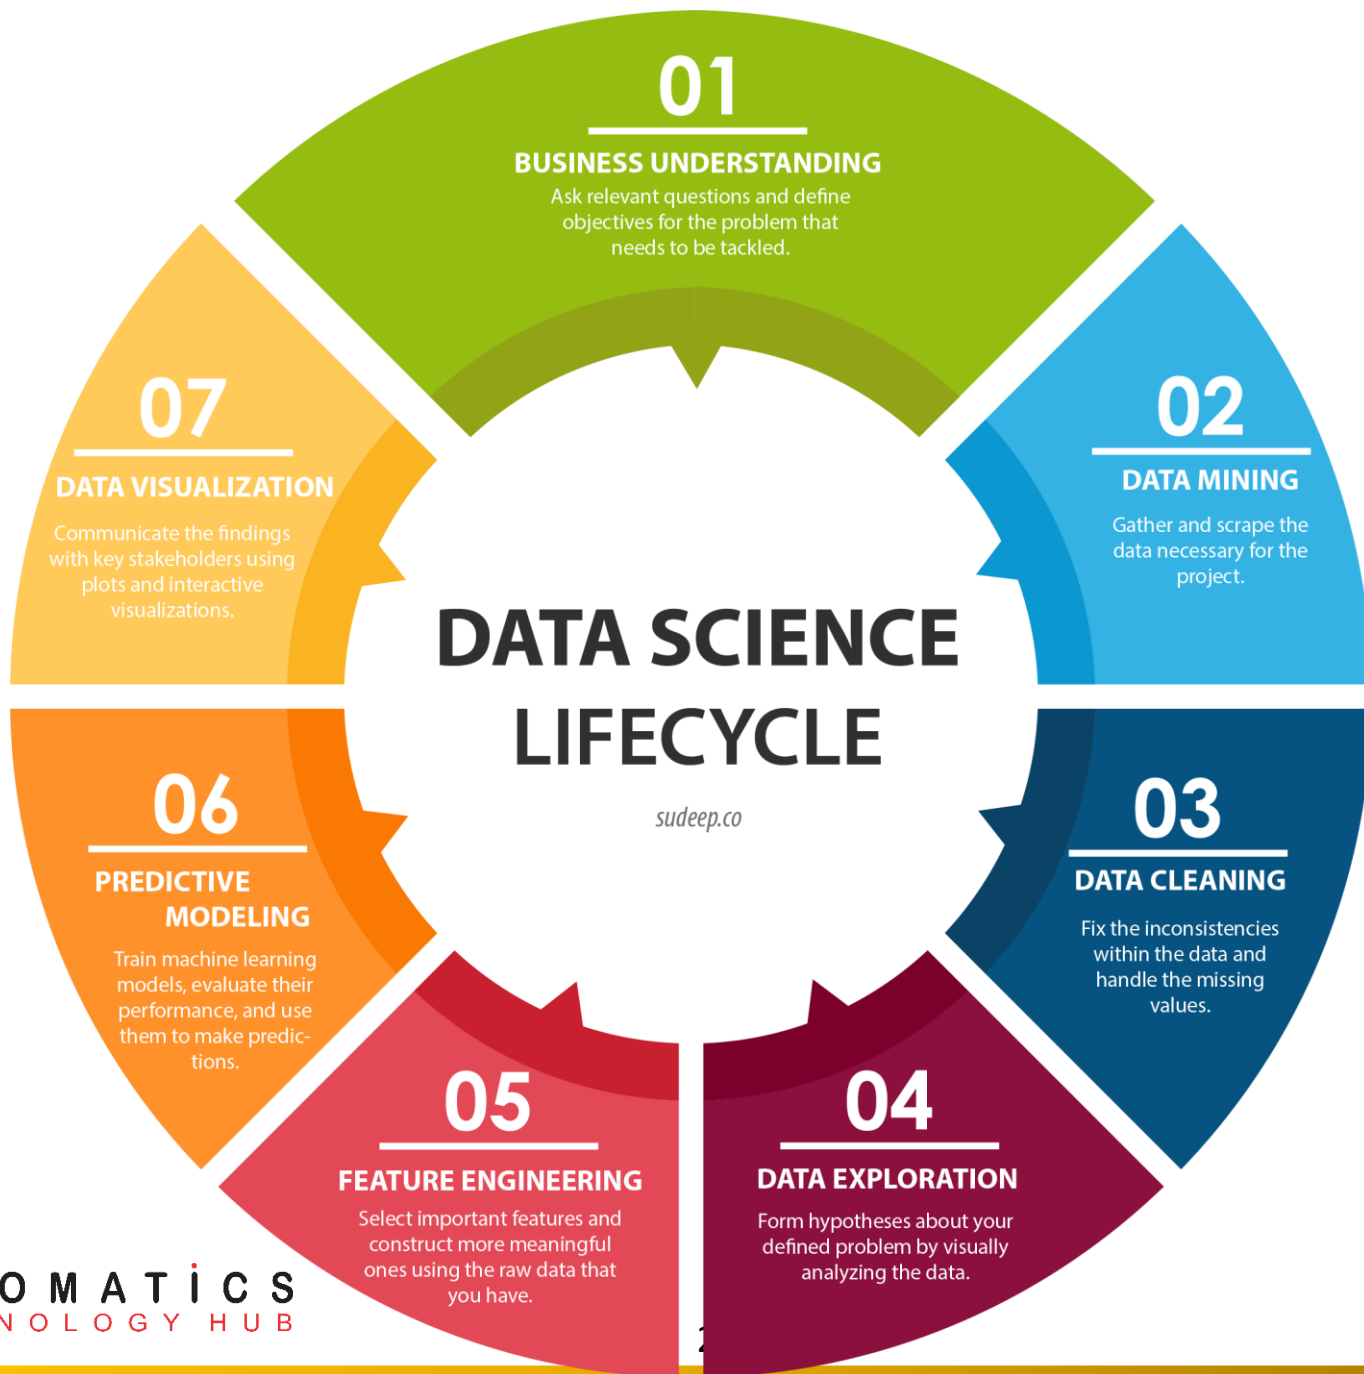 01
BUSINESS UNDERSTANDING
Ask relevant questions and define
objectives for the problem that
needs to be tackled.
02
DATA MINING
Gather and scrape the
data necessary for the
project.
03
DATA CLEANING
Fix the inconsistencies
within the data and
handle the missing
values.
04
DATA EXPLORATION
Form hypotheses about your
defined problem by visually
analyzing the data.
05
FEATURE ENGINEERING
Select important features and
construct more meaningful
ones using the raw data that
you have.
06
PREDICTIVE
MODELING
Train machine learning
models, evaluate their
performance, and use
them to make predic-
tions.
07
DATA VISUALIZATION
Communicate the findings
with key stakeholders using
plots and interactive
visualizations.
DATA SCIENCE
LIFECYCLE
sudeep.co
OMATiCS
NOLOGY HUB